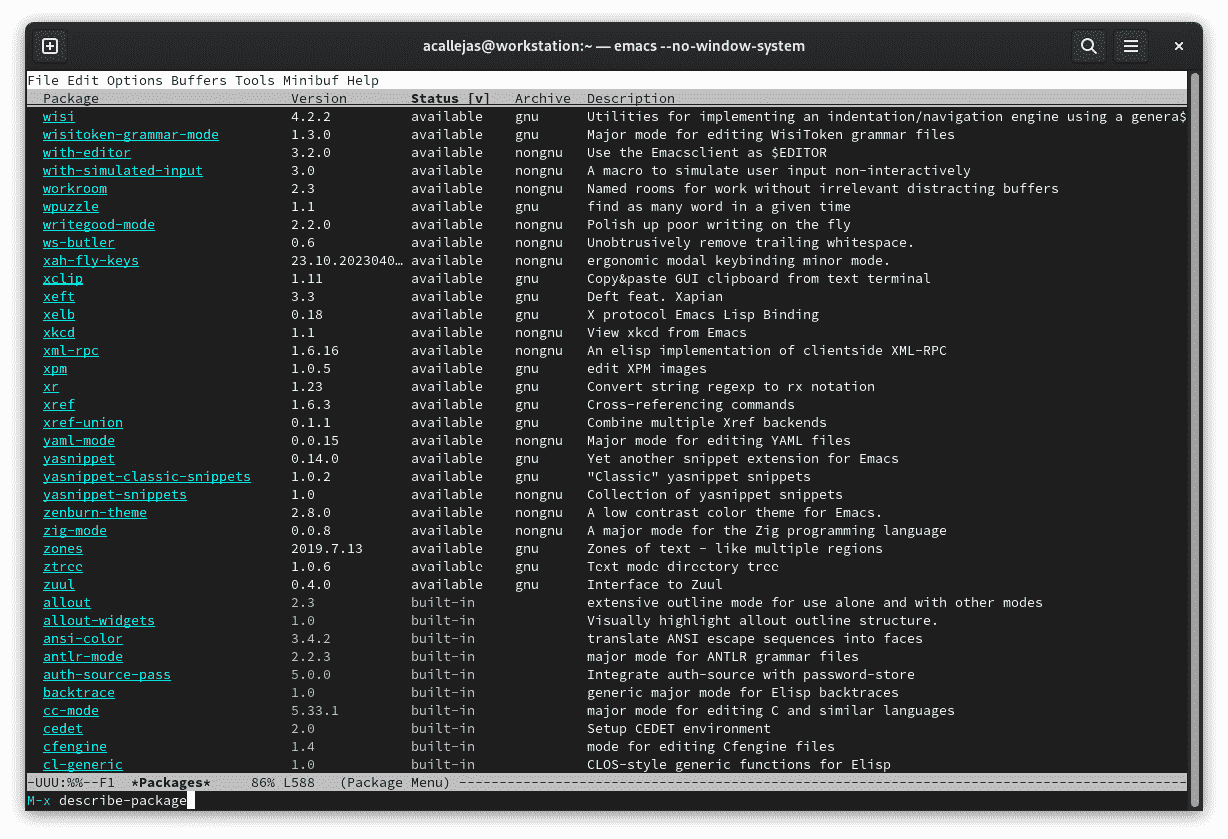 acallejas@workstation:~ — emacs --no-window-system
File Edit Options Buffers Tools Minibuf Help
Package Version Status [v] Archive Description
wisi 4.2.2 available gnu Utilities for implementing an indentation/navigation engine using a genera$
wisitoken-grammar-mode 1.3.0 available gnu Major mode for editing WisiToken grammar files
with-editor 3.2.0 available nongnu Use the Emacsclient as $EDITOR
with-simulated-input 3.0 available nongnu A macro to simulate user input non-interactively
workroom 2.3 available nongnu Named rooms for work without irrelevant distracting buffers
wpuzzle 1.1 available gnu find as many word in a given time
writegood-mode 2.2.0 available nongnu Polish up poor writing on the fly
ws-butler 0.6 available nongnu Unobtrusively remove trailing whitespace.
xah-fly-keys 23.10.2023040… available nongnu ergonomic modal keybinding minor mode.
xclip 1.11 available gnu Copy&paste GUI clipboard from text terminal
xeft 3.3 available gnu Deft feat. Xapian
xelb 0.18 available gnu X protocol Emacs Lisp Binding
xkcd 1.1 available nongnu View xkcd from Emacs
xml-rpc 1.6.16 available nongnu An elisp implementation of clientside XML-RPC
xpm 1.0.5 available gnu edit XPM images
xr 1.23 available gnu Convert string regexp to rx notation
xref 1.6.3 available gnu Cross-referencing commands
xref-union 0.1.1 available gnu Combine multiple Xref backends
yaml-mode 0.0.15 available nongnu Major mode for editing YAML files
yasnippet 0.14.0 available gnu Yet another snippet extension for Emacs
yasnippet-classic-snippets 1.0.2 available gnu "Classic" yasnippet snippets
yasnippet-snippets 1.0 available nongnu Collection of yasnippet snippets
zenburn-theme 2.8.0 available nongnu A low contrast color theme for Emacs.
zig-mode 0.0.8 available nongnu A major mode for the Zig programming language
zones 2019.7.13 available gnu Zones of text - like multiple regions
ztree 1.0.6 available gnu Text mode directory tree
zuul 0.4.0 available gnu Interface to Zuul
allout 2.3 built-in extensive outline mode for use alone and with other modes
allout-widgets 1.0 built-in Visually highlight allout outline structure.
ansi-color 3.4.2 built-in translate ANSI escape sequences into faces
antlr-mode 2.2.3 built-in major mode for ANTLR grammar files
auth-source-pass 5.0.0 built-in Integrate auth-source with password-store
backtrace 1.0 built-in generic major mode for Elisp backtraces
cc-mode 5.33.1 built-in major mode for editing C and similar languages
cedet 2.0 built-in Setup CEDET environment
cfengine 1.4 built-in mode for editing Cfengine files
cl-generic 1.0 built-in CLOS-style generic functions for Elisp
-UUU:%%--F1 *Packages* 86% L588 (Package Menu) --------------------------------------------------------------------------------------------
M-x describe-package